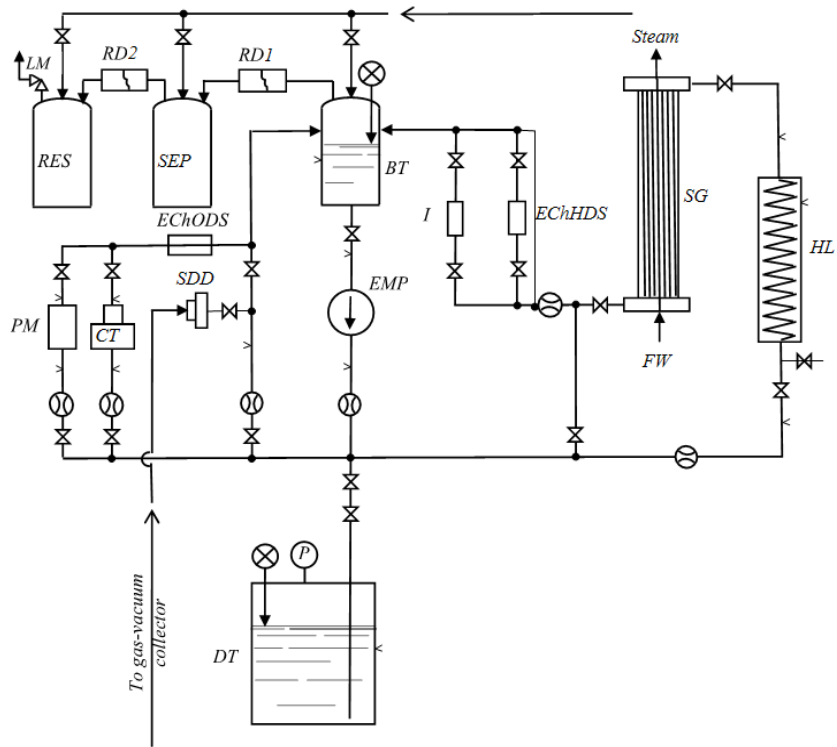 RD2
RD1
LM
Steam
RES
SEP
BT
I
EChHDS
SG
HL
EChODS
SDD
EMP
PM
CT
FW
P
DT
To gas-vacuum
collector